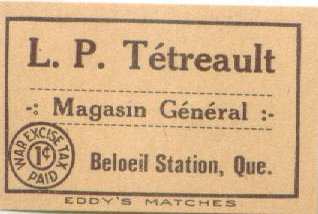 L. P. Tétreault
-: Magasin Général :-
WAR EXCISE TAX
1¢
PAID
Beloeil Station, Que.
EDDY'S MATCHES